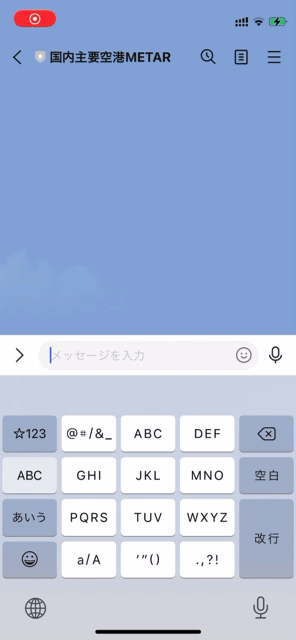 国内主要空港METAR
メッセージを入力
☆123
@#/&_
ABC
DEF
ABC
GHI
JKL
MNO
空白
あいう
PQRS
TUV
WXYZ
改行
a/A
'"()
.,?!